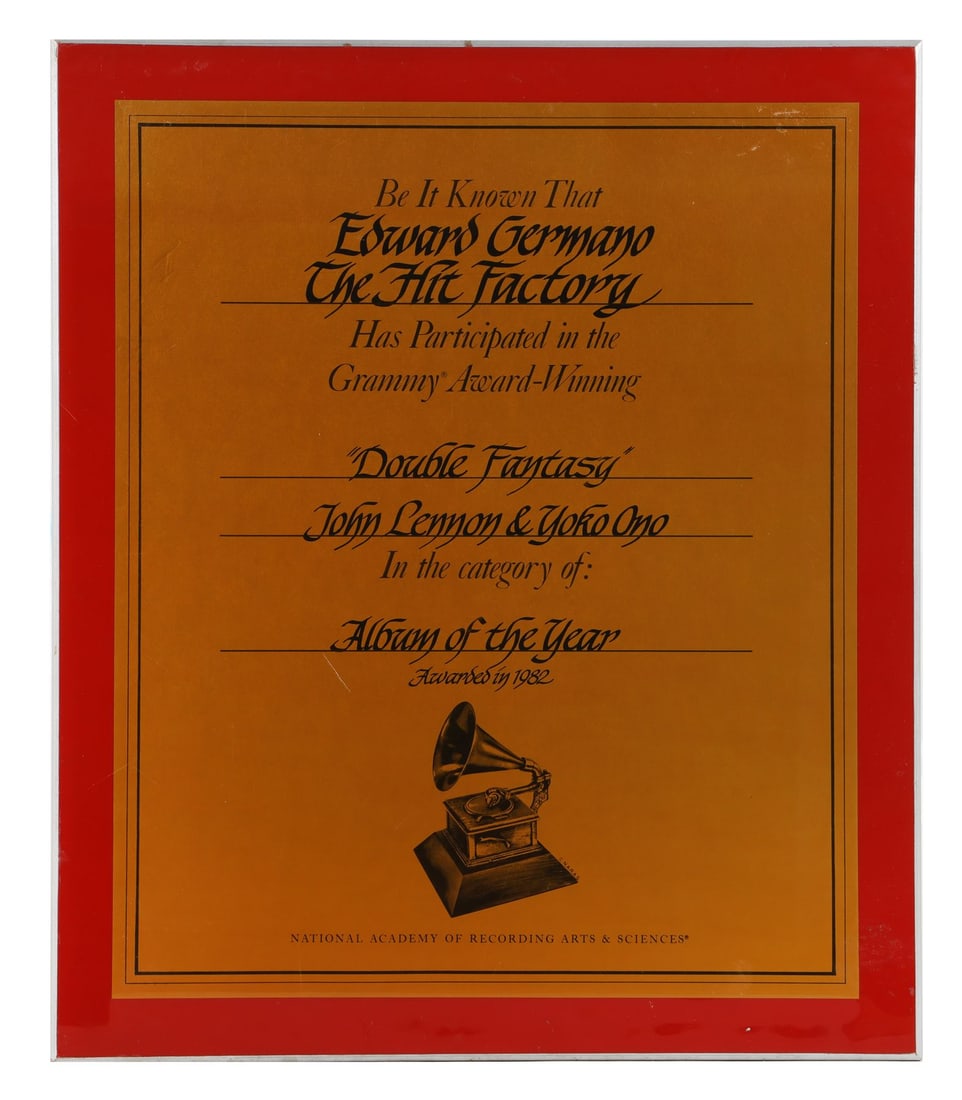 Be It Known That
Edward Germano
The Hit Factory
Has Participated in the
Grammy® Award-Winning
"Double Fantasy"
John Lennon & Yoko Ono
In the category of:
Album of the Year
Awarded in 1982
NATIONAL ACADEMY OF RECORDING ARTS & SCIENCES®